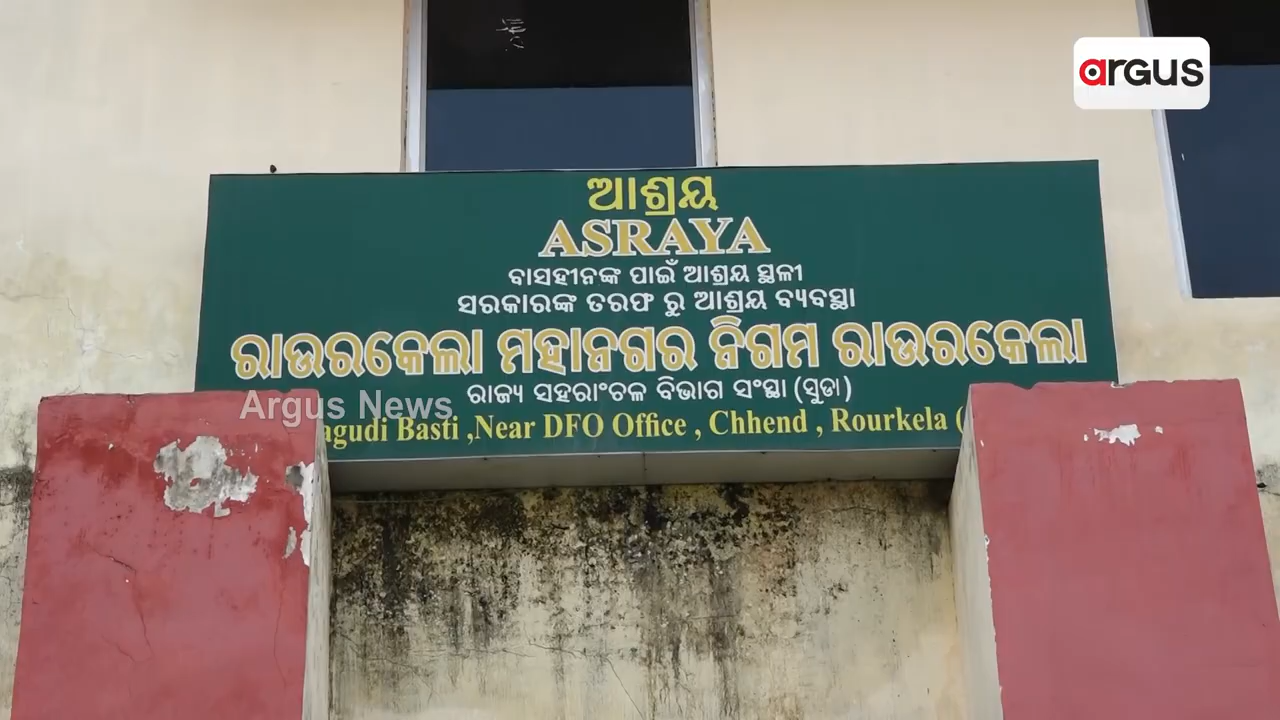 argus
ଆଶ୍ରୟ
ASRAYA
ବାସହୀନଙ୍କ ପାଇଁ ଆଶ୍ରୟ ସ୍ଥଳୀ
ସରକାରଙ୍କ ତରଫ ରୁ ଆଶ୍ରୟ ବ୍ୟବସ୍ଥା
ରାଉରକେଲା ମହାନଗର ନିଗମ ରାଉରକେଲା
ରାଜ୍ୟ ସହରାଂଚଳ ବିଭାଗ ସଂସ୍ଥା (ସୁଡା)
Argus News
Basti ,Near DFO Office , Chhend , Rourkela (